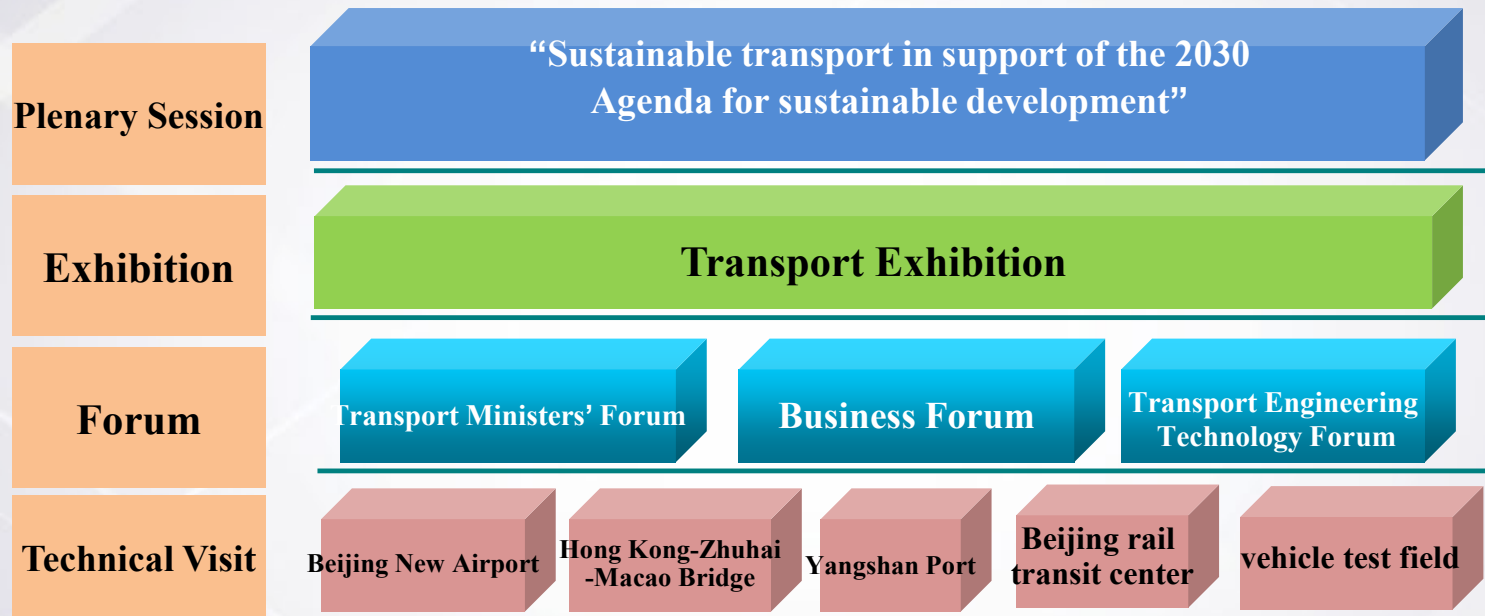 Plenary Session
“Sustainable transport in support of the 2030
Agenda for sustainable development”
Exhibition
Transport Exhibition
Forum
Transport Ministers’ Forum
Business Forum
Transport Engineering
Technology Forum
Technical Visit
Beijing New Airport
Hong Kong-Zhuhai
-Macao Bridge
Yangshan Port
Beijing rail
transit center
vehicle test field